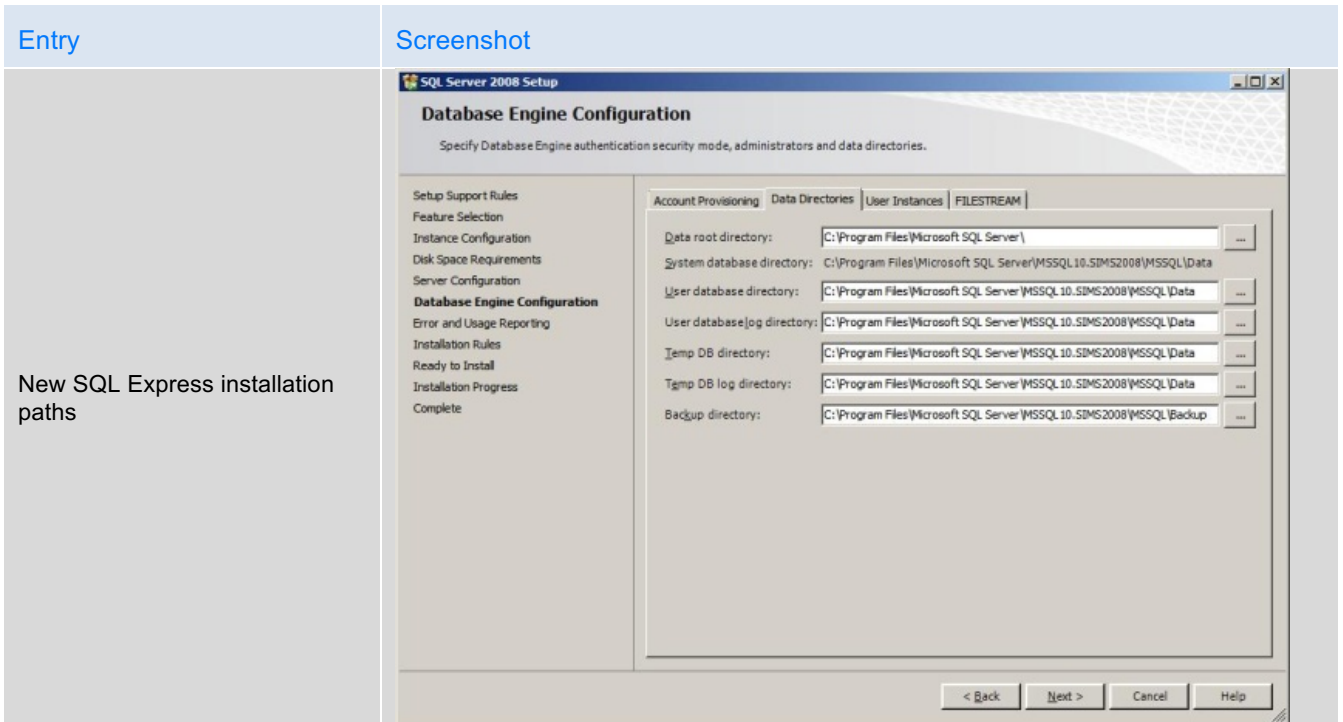 Entry
Screenshot
New SQL Express installation
paths
SQL Server 2008 Setup
Database Engine Configuration
Specify Database Engine authentication security mode, administrators and data directories.
Setup Support Rules
Feature Selection
Instance Configuration
Disk Space Requirements
Server Configuration
Database Engine Configuration
Error and Usage Reporting
Installation Rules
Ready to Install
Installation Progress
Complete
Account Provisioning Data Directories User Instances FILESTREAM
Data root directory: C:\Program Files\Microsoft SQL Server\ ...
System database directory: C:\Program Files\Microsoft SQL Server\MSSQL10.SIMS2008\MSSQL\Data
User database directory: C:\Program Files\Microsoft SQL Server\MSSQL10.SIMS2008\MSSQL\Data ...
User database log directory: C:\Program Files\Microsoft SQL Server\MSSQL10.SIMS2008\MSSQL\Data ...
Temp DB directory: C:\Program Files\Microsoft SQL Server\MSSQL10.SIMS2008\MSSQL\Data ...
Temp DB log directory: C:\Program Files\Microsoft SQL Server\MSSQL10.SIMS2008\MSSQL\Data ...
Backup directory: C:\Program Files\Microsoft SQL Server\MSSQL10.SIMS2008\MSSQL\Backup ...
< Back Next > Cancel Help